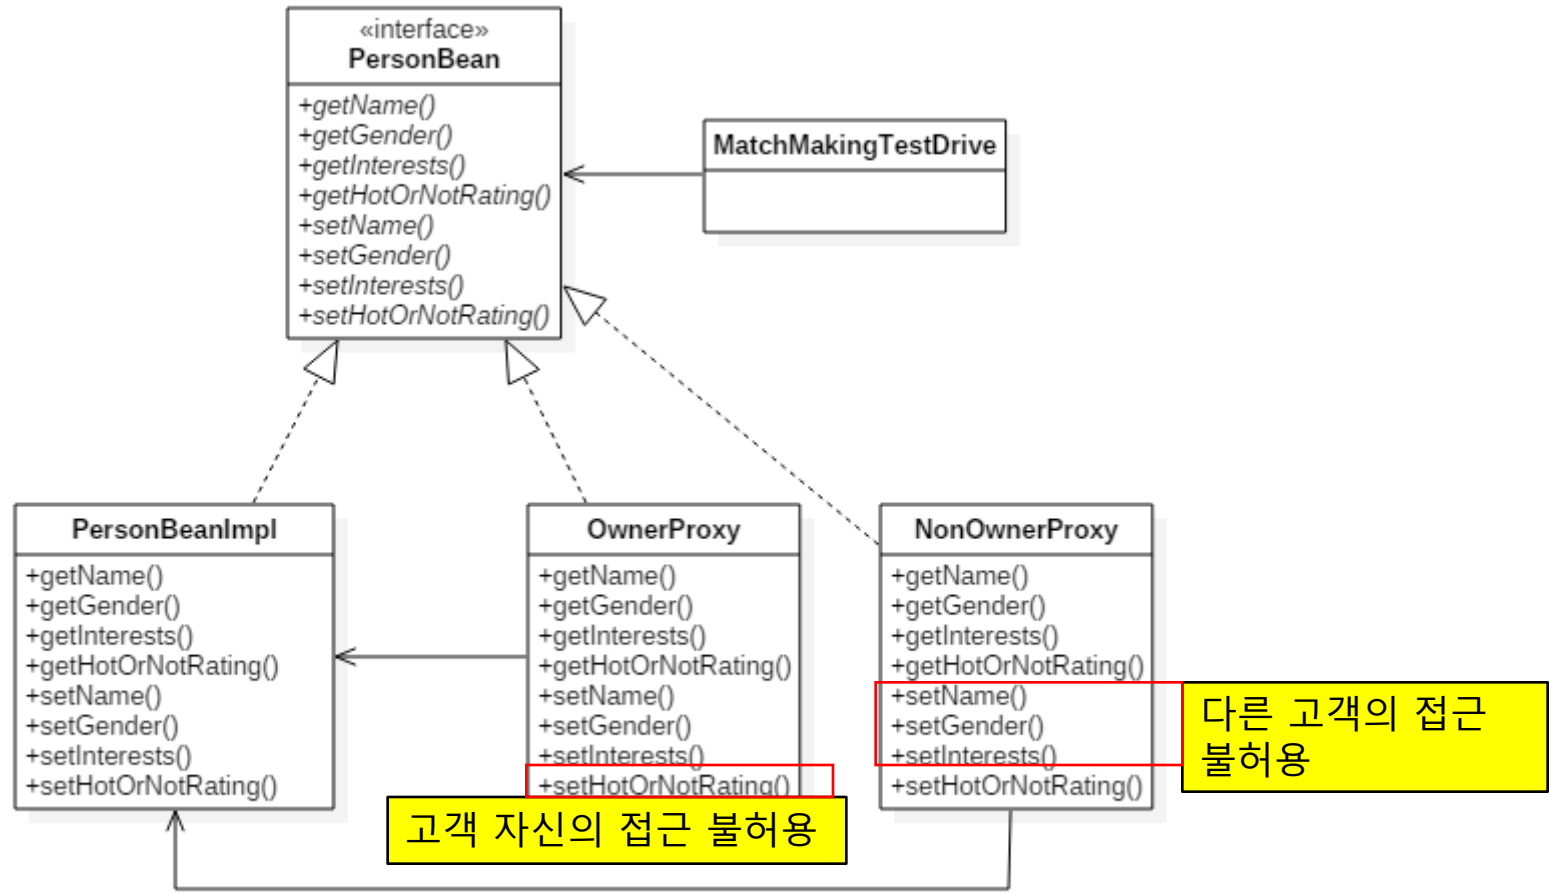 «interface»
PersonBean
+getName()
+getGender()
+getInterests()
+getHotOrNotRating()
+setName()
+setGender()
+setInterests()
+setHotOrNotRating()
MatchMakingTestDrive
PersonBeanImpl
+getName()
+getGender()
+getInterests()
+getHotOrNotRating()
+setName()
+setGender()
+setInterests()
+setHotOrNotRating()
OwnerProxy
+getName()
+getGender()
+getInterests()
+getHotOrNotRating()
+setName()
+setGender()
+setInterests()
+setHotOrNotRating()
고객 자신의 접근 불허용
NonOwnerProxy
+getName()
+getGender()
+getInterests()
+getHotOrNotRating()
+setName()
+setGender()
+setInterests()
+setHotOrNotRating()
다른 고객의 접근
불허용